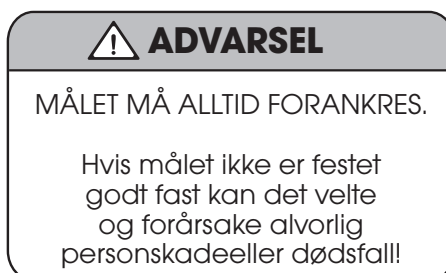 ADVARSEL
MÅLET MÅ ALLTID FORANKRES.
Hvis målet ikke er festet
godt fast kan det velte
og forårsake alvorlig
personskadeeller dødsfall!